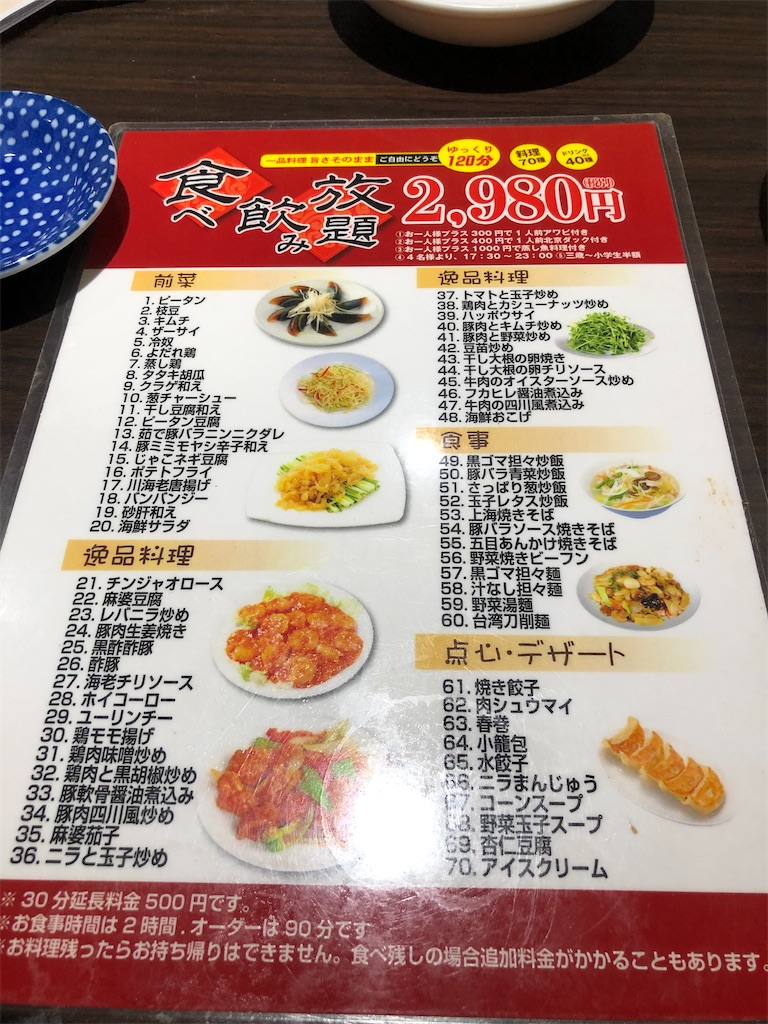 一品料理 旨さそのまま ご自由にどうぞ
ゆっくり
120分
料理
70種
ドリンク
40種
食べ飲み放題
2,980円
(税別)
①お一人様プラス300円で1人前アワビ付き
②お一人様プラス400円で1人前北京ダック付き
③お一人様プラス1000円で蒸し魚料理付き
④4名様より、17:30～23:00 ⑤三歳～小学生半額
前菜
1. ピータン
2. 枝豆
3. キムチ
4. ザーサイ
5. 冷奴
6. よだれ鶏
7. 蒸し鶏
8. タタキ胡瓜
9. クラゲ和え
10. 葱チャーシュー
11. 干し豆腐和え
12. ピータン豆腐
13. 茹で豚バラニンニクダレ
14. 豚ミミモヤシ辛子和え
15. じゃこネギ豆腐
16. ポテトフライ
17. 川海老唐揚げ
18. バンバンジー
19. 砂肝和え
20. 海鮮サラダ
逸品料理
21. チンジャオロース
22. 麻婆豆腐
23. レバニラ炒め
24. 豚肉生姜焼き
25. 黒酢酢豚
26. 酢豚
27. 海老チリソース
28. ホイコーロー
29. ユーリンチー
30. 鶏モモ揚げ
31. 鶏肉味噌炒め
32. 鶏肉と黒胡椒炒め
33. 豚軟骨醤油煮込み
34. 豚肉四川風炒め
35. 麻婆茄子
36. ニラと玉子炒め
逸品料理
37. トマトと玉子炒め
38. 鶏肉とカシューナッツ炒め
39. ハッポウサイ
40. 豚肉とキムチ炒め
41. 豚肉と野菜炒め
42. 豆苗炒め
43. 干し大根の卵焼き
44. 干し大根の卵チリソース
45. 牛肉のオイスターソース炒め
46. フカヒレ醤油煮込み
47. 牛肉の四川風煮込み
48. 海鮮おこげ
食事
49. 黒ゴマ担々炒飯
50. 豚バラ青菜炒飯
51. さっぱり葱炒飯
52. 玉子レタス炒飯
53. 上海焼きそば
54. 豚バラソース焼きそば
55. 五目あんかけ焼きそば
56. 野菜焼きビーフン
57. 黒ゴマ担々麺
58. 汁なし担々麺
59. 野菜湯麺
60. 台湾刀削麺
点心・デザート
61. 焼き餃子
62. 肉シュウマイ
63. 春巻
64. 小籠包
65. 水餃子
66. ニラまんじゅう
67. コーンスープ
68. 野菜玉子スープ
69. 杏仁豆腐
70. アイスクリーム
※ 30分延長料金500円です。
※お食事時間は2時間.オーダーは90分です
※お料理残ったらお持ち帰りはできません。食べ残しの場合追加料金がかかることもあります。